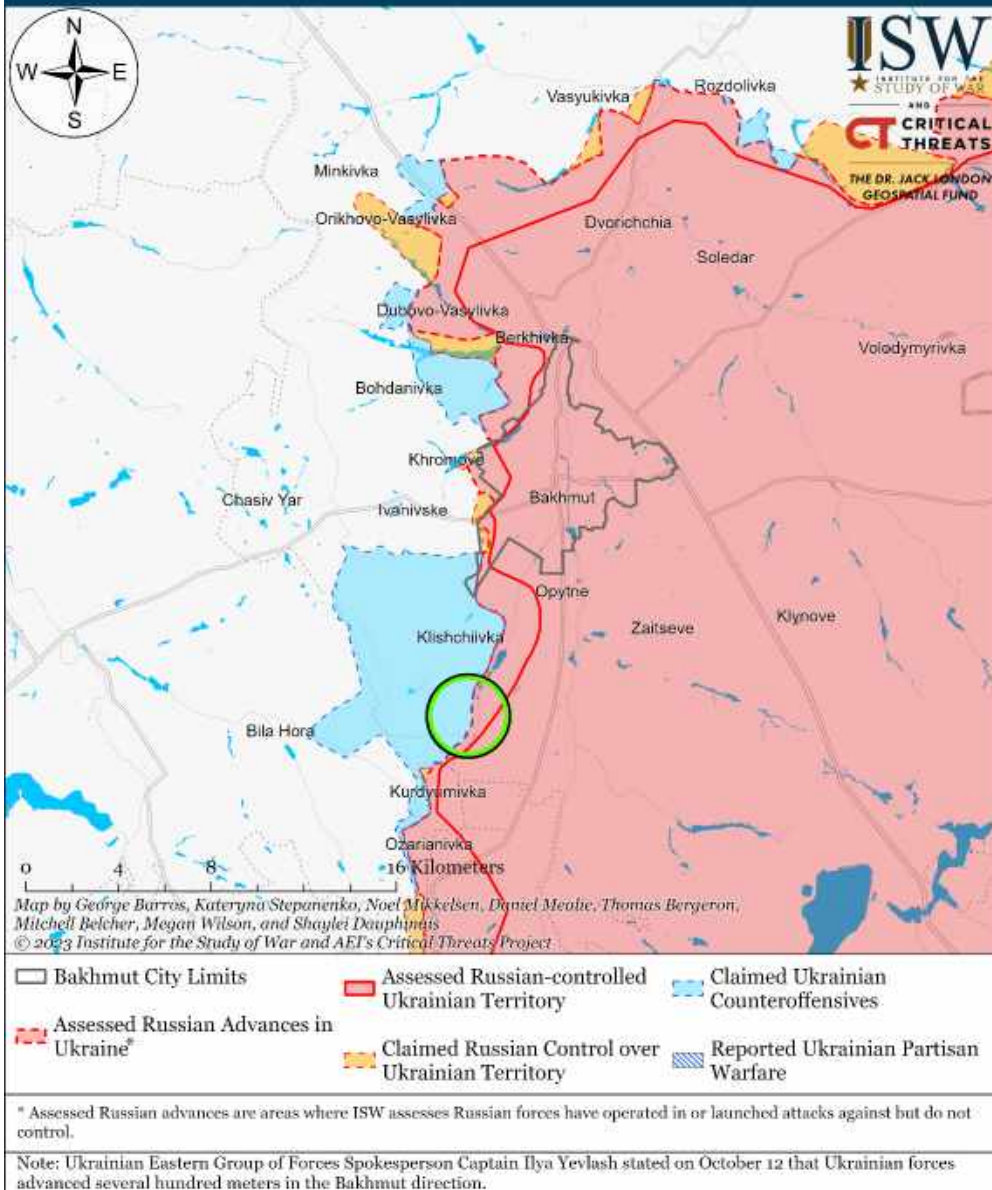 N
W E
S
ISW
INSTITUTE FOR THE
STUDY OF WAR
AND
CT CRITICAL
THREATS
THE DR. JACK LONDON
GEOSPATIAL FUND
Vasyukivka
Rozdolivka
Minkivka
Orikhovo-Vasylivka
Dvorichchia
Soledar
Dubovo-Vasylivka
Berkhivka
Volodymyrivka
Bohdanivka
Khromove
Chasiv Yar
Ivanivske
Bakhmut
Opytne
Klishchiivka
Zaitseve
Klynove
Bila Hora
Kurdyumivka
Ozarianivka
0 4 8 16 Kilometers
Map by George Barros, Kateryna Stepanenko, Noel Mikkelsen, Daniel Mealie, Thomas Bergeron,
Mitchell Belcher, Megan Wilson, and Shaylei Dauphinais
© 2023 Institute for the Study of War and AEI's Critical Threats Project
Bakhmut City Limits
Assessed Russian Advances in
Ukraine*
Assessed Russian-controlled
Ukrainian Territory
Claimed Russian Control over
Ukrainian Territory
Claimed Ukrainian
Counteroffensives
Reported Ukrainian Partisan
Warfare
* Assessed Russian advances are areas where ISW assesses Russian forces have operated in or launched attacks against but do not
control.
Note: Ukrainian Eastern Group of Forces Spokesperson Captain Ilya Yevlash stated on October 12 that Ukrainian forces
advanced several hundred meters in the Bakhmut direction.